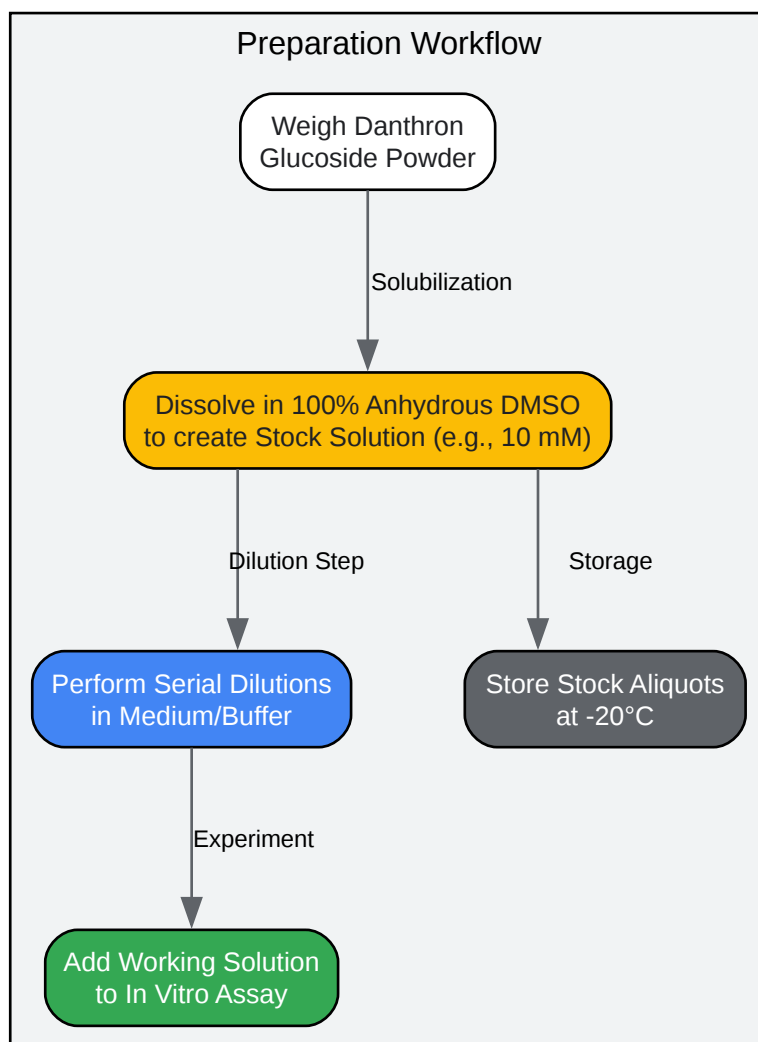 Preparation Workflow
Weigh Danthron
Glucoside Powder
Solubilization
Dissolve in 100% Anhydrous DMSO
to create Stock Solution (e.g., 10 mM)
Dilution Step
Storage
Perform Serial Dilutions
in Medium/Buffer
Store Stock Aliquots
at -20°C
Experiment
Add Working Solution
to In Vitro Assay